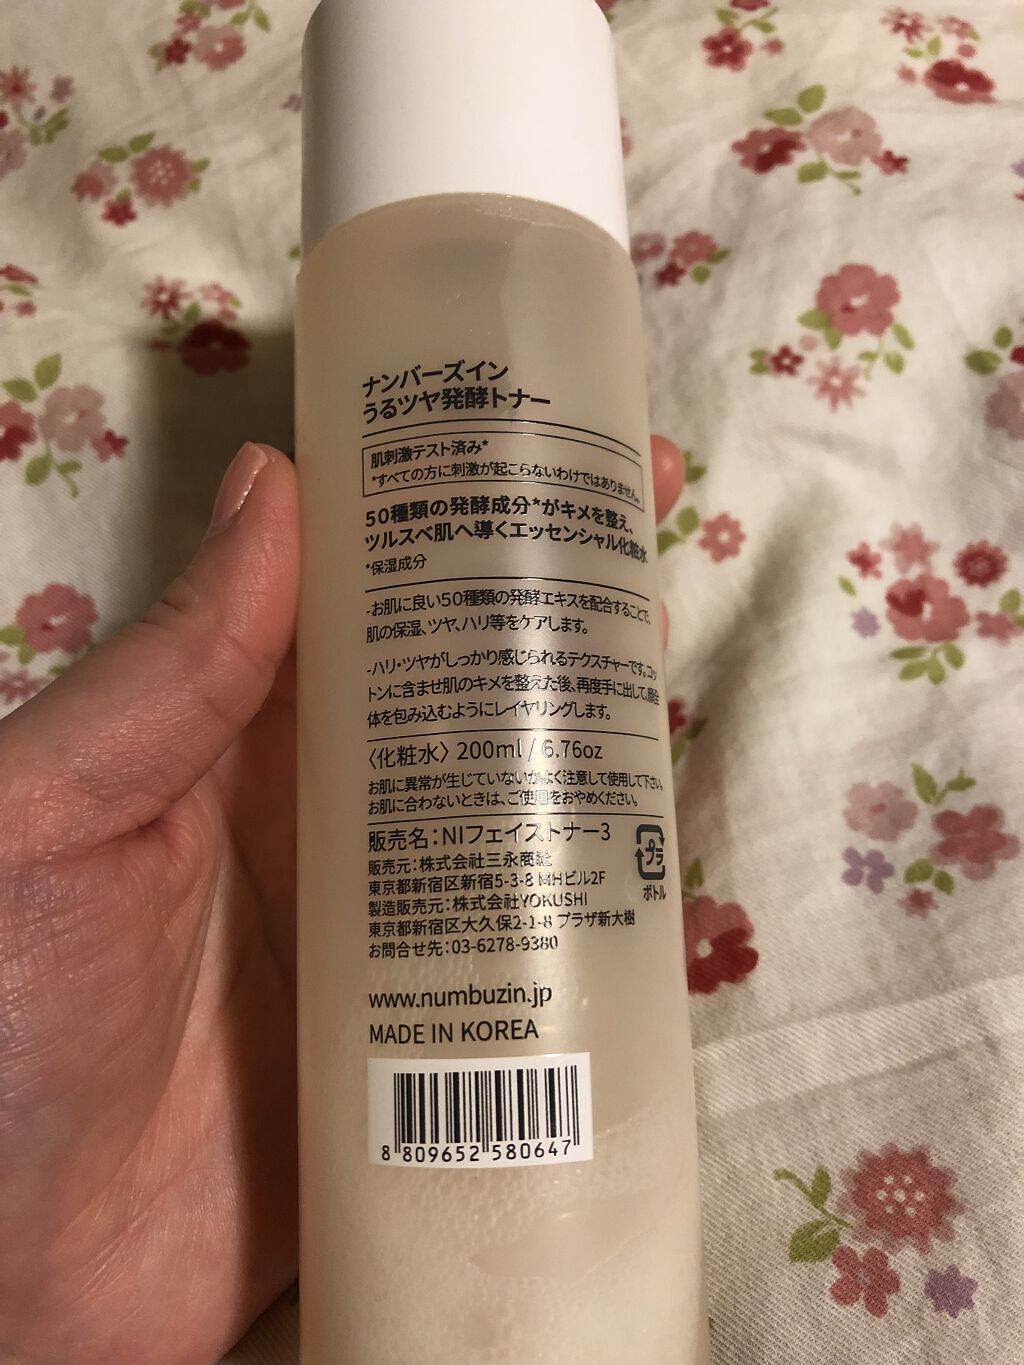 ナンバーズイン
うるツヤ発酵トナー
肌刺激テスト済み*
*すべての方に刺激が起こらないわけではありません。
50種類の発酵成分*がキメを整え、
ツルスベ肌へ導くエッセンシャル化粧水
*保湿成分
-お肌に良い50種類の発酵エキスを配合することで、
肌の保湿、ツヤ、ハリ等をケアします。
-ハリ・ツヤがしっかり感じられるテクスチャーです。コッ
トンに含ませ肌のキメを整えた後、再度手に出して、顔全
体を包み込むようにレイヤリングします。
〈化粧水〉 200ml / 6.76oz
お肌に異常が生じていないかよく注意して使用して下さい。
お肌に合わないときは、ご使用をおやめください。
販売名：NIフェイストナー3
販売元：株式会社三永商社
東京都新宿区新宿5-3-8 MHビル2F
製造販売元：株式会社YOKUSHI
東京都新宿区大久保2-1-8 プラザ新大樹
お問合せ先：03-6278-9380
プラ
ボトル
www.numbuzin.jp
MADE IN KOREA
8 809652 580647